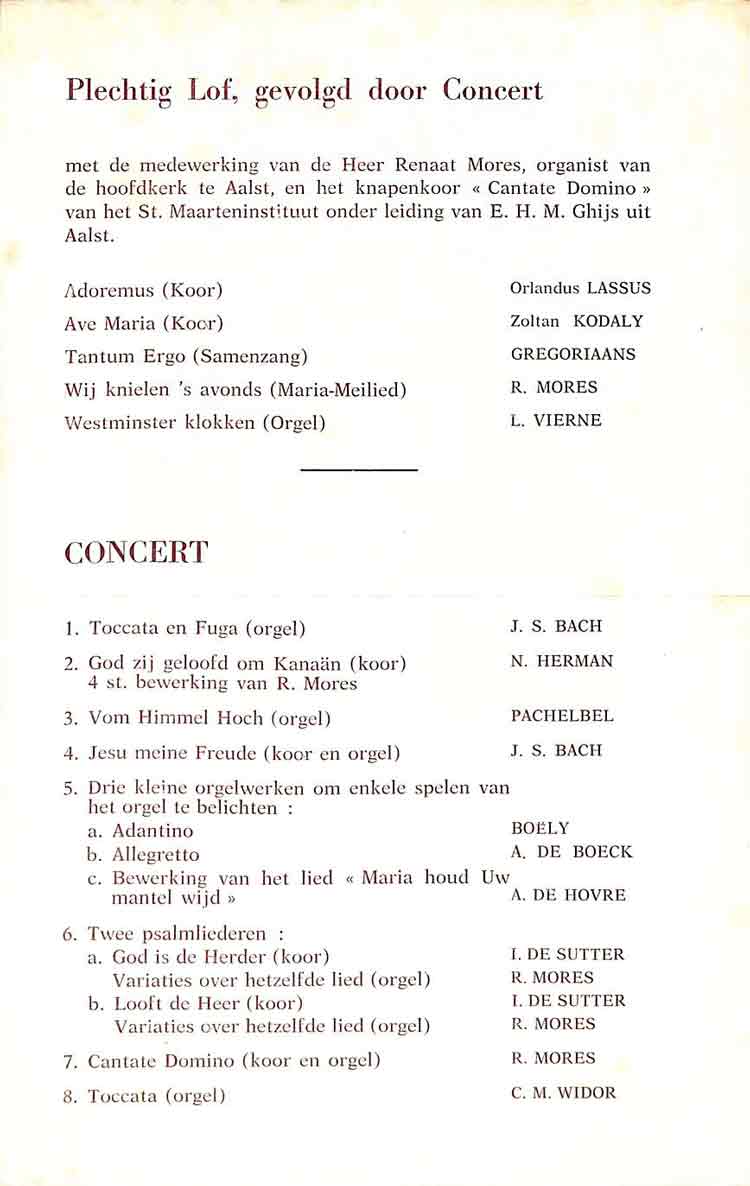 Plechtig Lof, gevolgd door Concert
met de medewerking van de Heer Renaat Mores, organist van
de hoofdkerk te Aalst, en het knapenkoor « Cantate Domino »
van het St. Maarteninstituut onder leiding van E. H. M. Ghijs uit
Aalst.
Adoremus (Koor) Orlandus LASSUS
Ave Maria (Koor) Zoltan KODALY
Tantum Ergo (Samenzang) GREGORIAANS
Wij knielen 's avonds (Maria-Meilied) R. MORES
Westminster klokken (Orgel) L. VIERNE
CONCERT
1. Toccata en Fuga (orgel) J. S. BACH
2. God zij geloofd om Kanaän (koor) N. HERMAN
4 st. bewerking van R. Mores
3. Vom Himmel Hoch (orgel) PACHELBEL
4. Jesu meine Freude (koor en orgel) J. S. BACH
5. Drie kleine orgelwerken om enkele spelen van
het orgel te belichten :
a. Adantino BOËLY
b. Allegretto A. DE BOECK
c. Bewerking van het lied « Maria houd Uw
mantel wijd » A. DE HOVRE
6. Twee psalmliederen :
a. God is de Herder (koor) I. DE SUTTER
Variaties over hetzelfde lied (orgel) R. MORES
b. Looft de Heer (koor) I. DE SUTTER
Variaties over hetzelfde lied (orgel) R. MORES
7. Cantate Domino (koor en orgel) R. MORES
8. Toccata (orgel) C. M. WIDOR